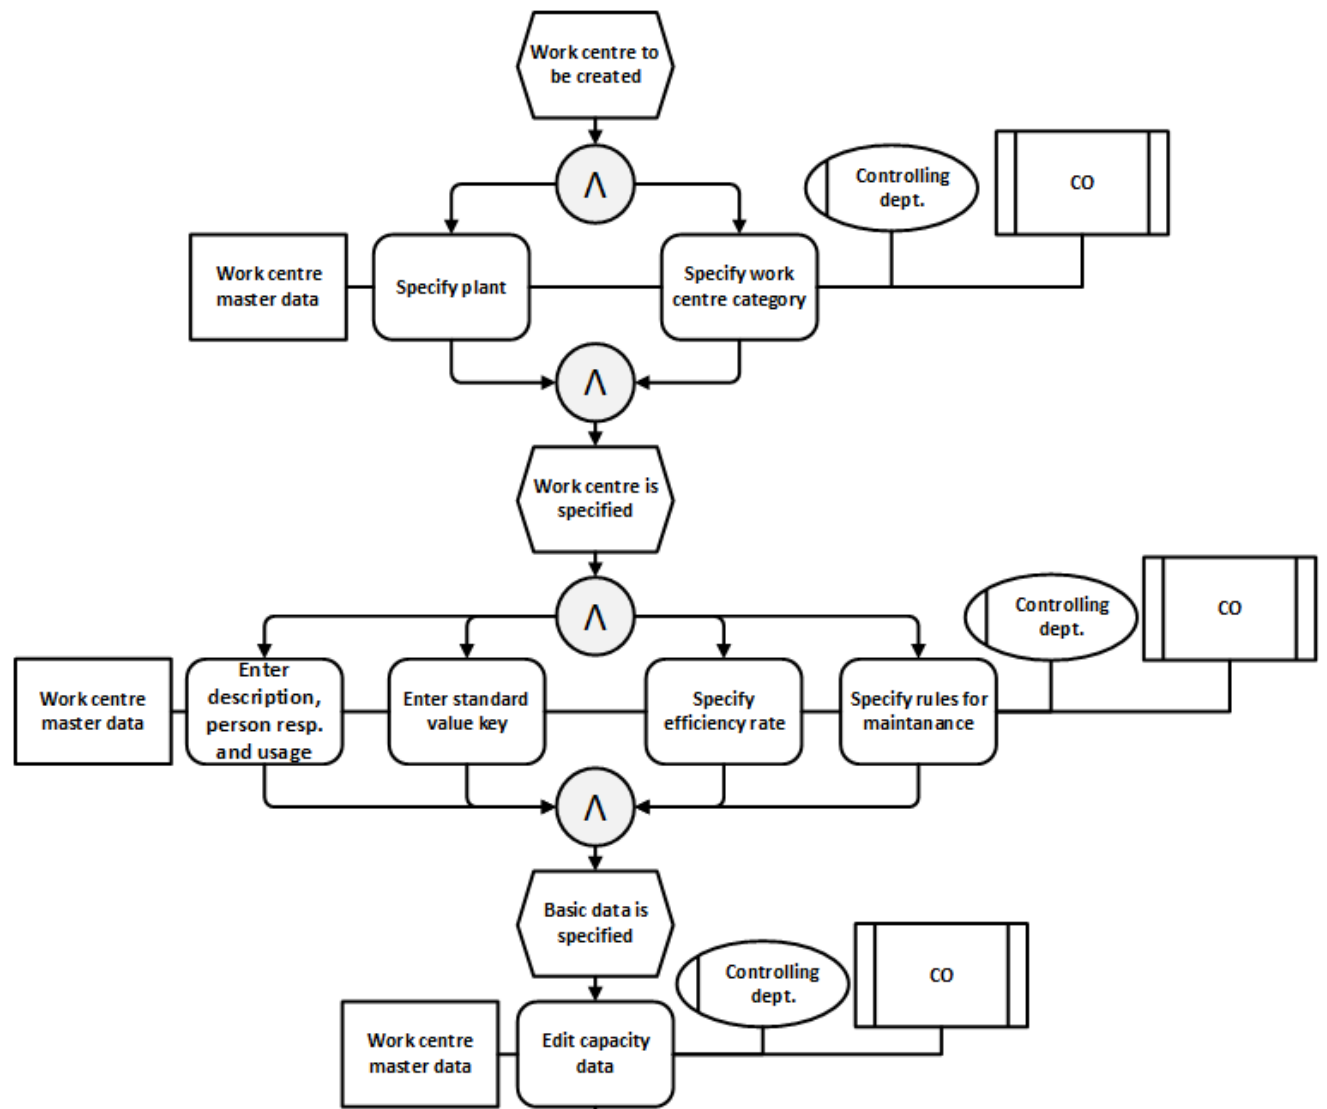 Work centre to
be created
Λ
Controlling
dept.
CO
Work centre
master data
Specify plant
Specify work
centre category
Λ
Work centre is
specified
Λ
Controlling
dept.
CO
Work centre
master data
Enter
description,
person resp.
and usage
Enter standard
value key
Specify
efficiency rate
Specify rules for
maintanance
Λ
Basic data is
specified
Controlling
dept.
CO
Work centre
master data
Edit capacity
data